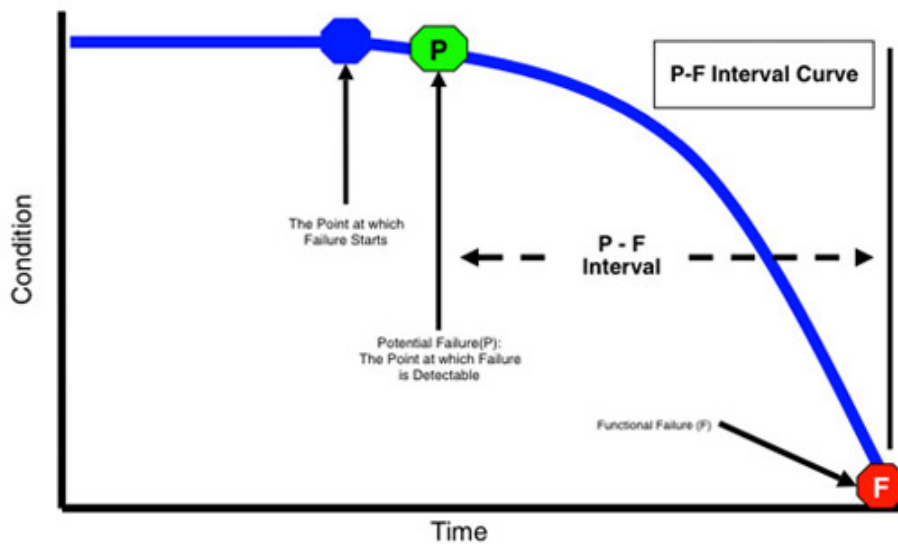 P
P-F Interval Curve
The Point at which
Failure Starts
P - F
Interval
Condition
Potential Failure(P):
The Point at which Failure
is Detectable
Functional Failure (F)
F
Time